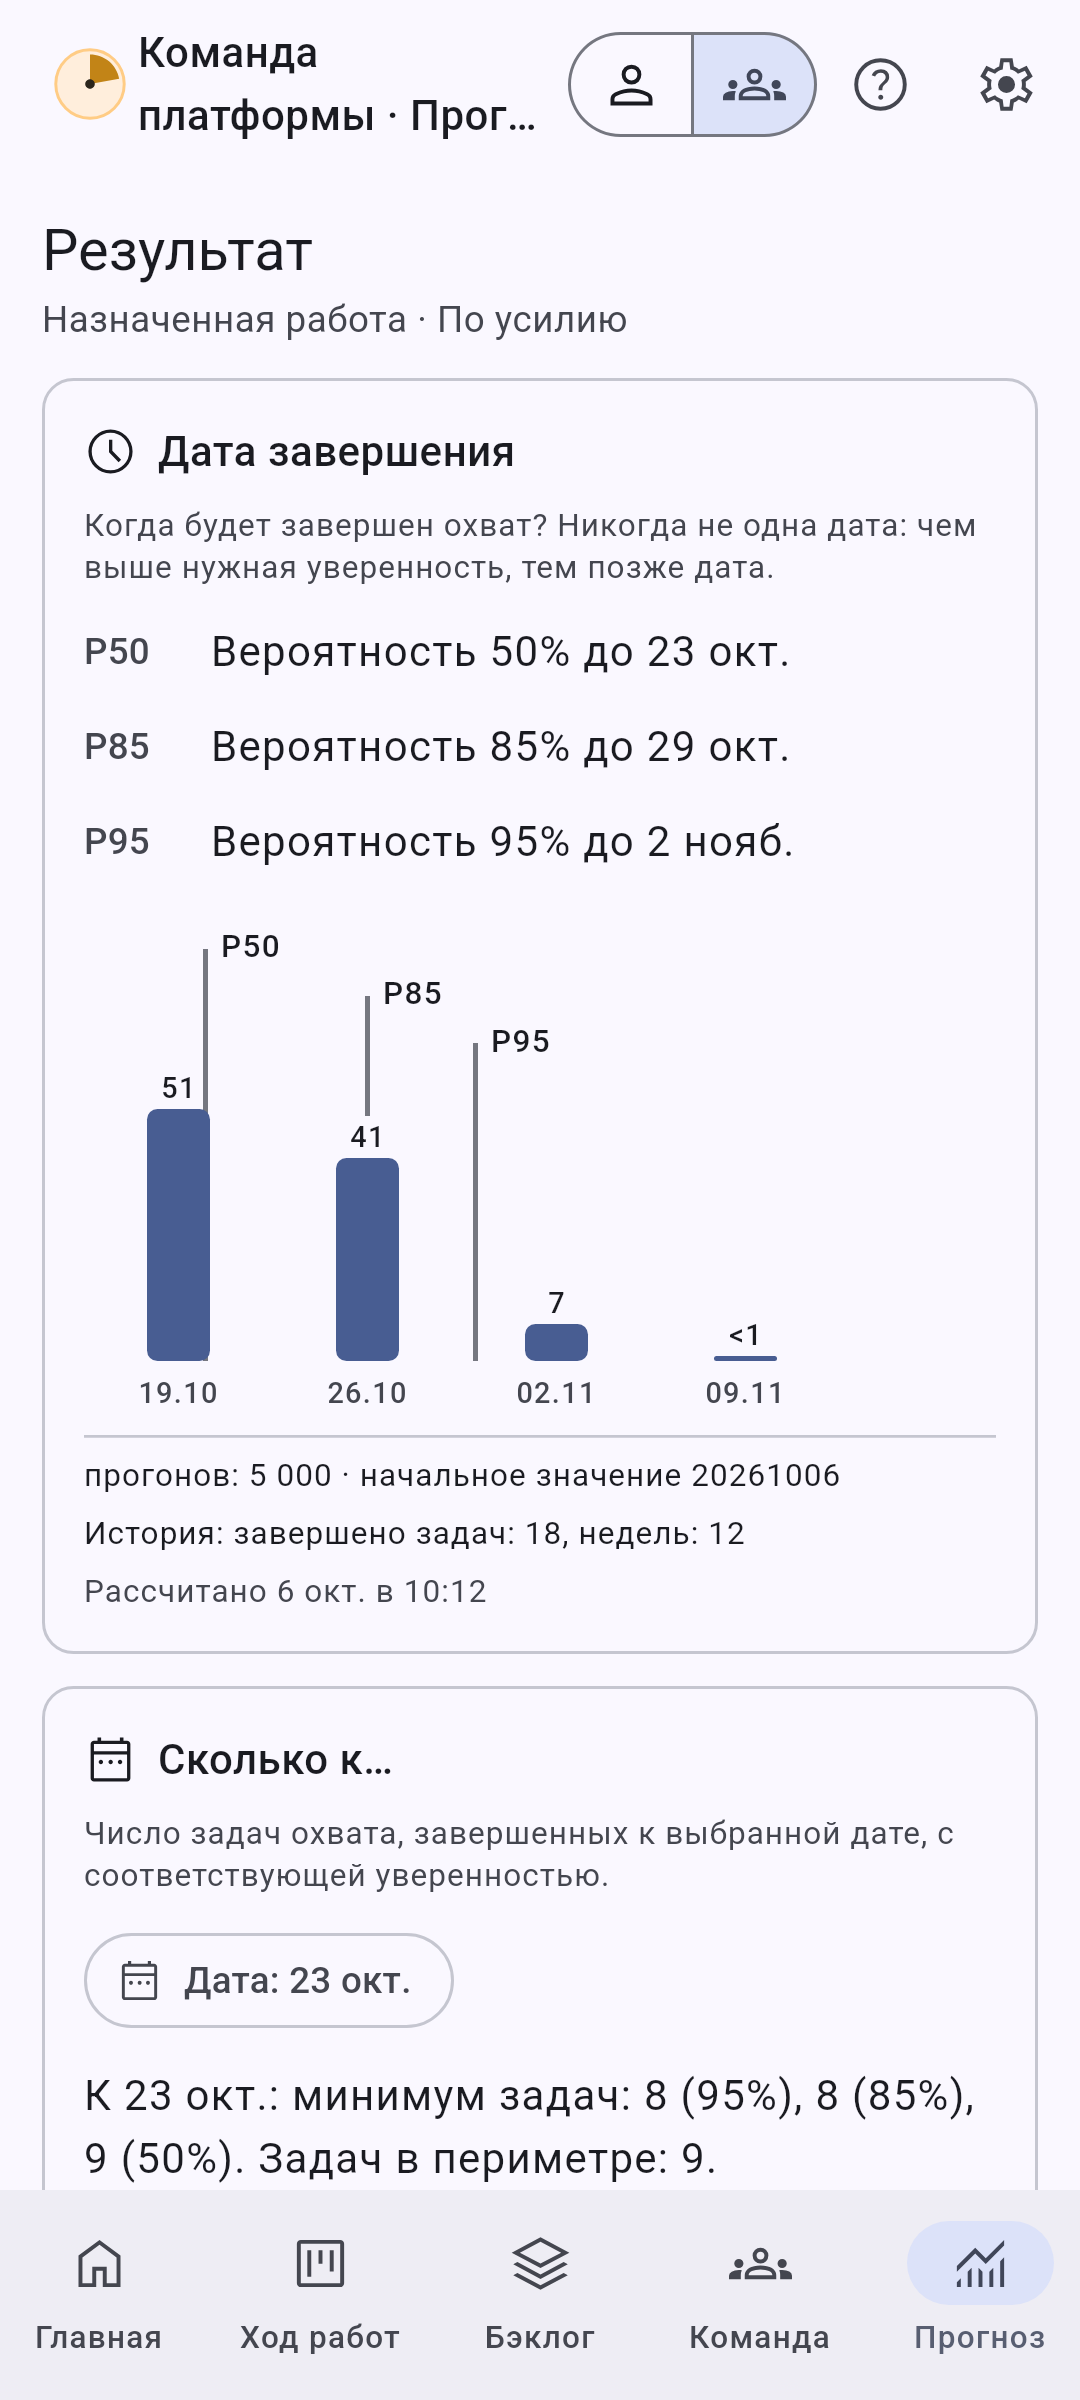 Команда
платформы · Прог…
Результат
Назначенная работа · По усилию
Дата завершения
Когда будет завершен охват? Никогда не одна дата: чем
выше нужная уверенность, тем позже дата.
P50 Вероятность 50% до 23 окт.
P85 Вероятность 85% до 29 окт.
P95 Вероятность 95% до 2 нояб.
P50
P85
P95
51
41
7
<1
19.10 26.10 02.11 09.11
прогонов: 5 000 · начальное значение 20261006
История: завершено задач: 18, недель: 12
Рассчитано 6 окт. в 10:12
Сколько к…
Число задач охвата, завершенных к выбранной дате, с
соответствующей уверенностью.
Дата: 23 окт.
К 23 окт.: минимум задач: 8 (95%), 8 (85%),
9 (50%). Задач в периметре: 9.
Главная Ход работ Бэклог Команда Прогноз